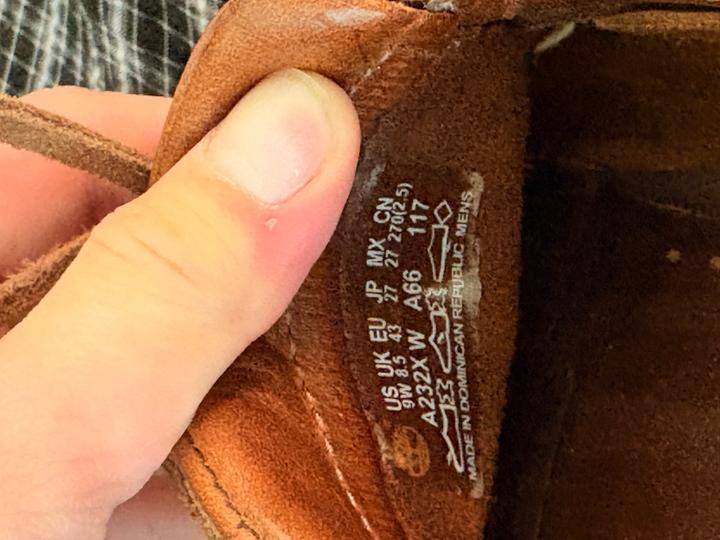 US UK EU JP MX CN
9W 8.5 43 27 27 270(2.5)
A232X W A66 117
MADE IN DOMINICAN REPUBLIC MENS